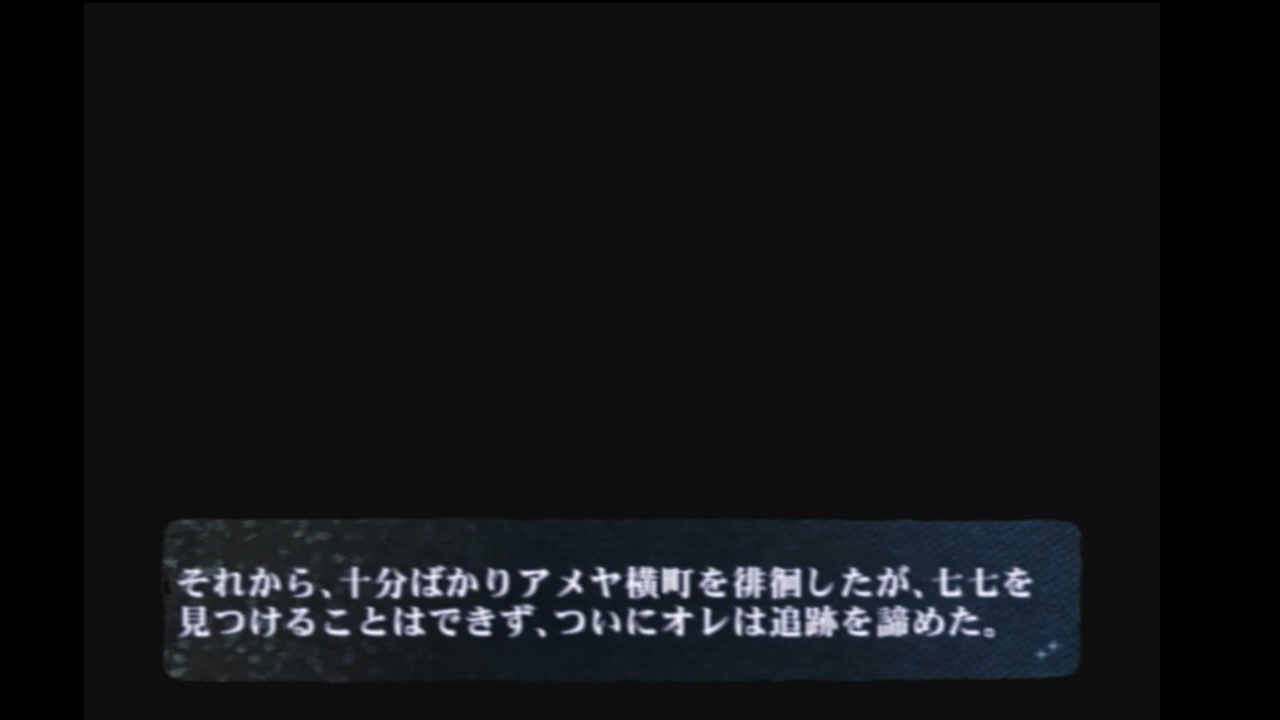 それから、十分ばかりアメヤ横町を徘徊したが、七七を
見つけることはできず、ついにオレは追跡を諦めた。